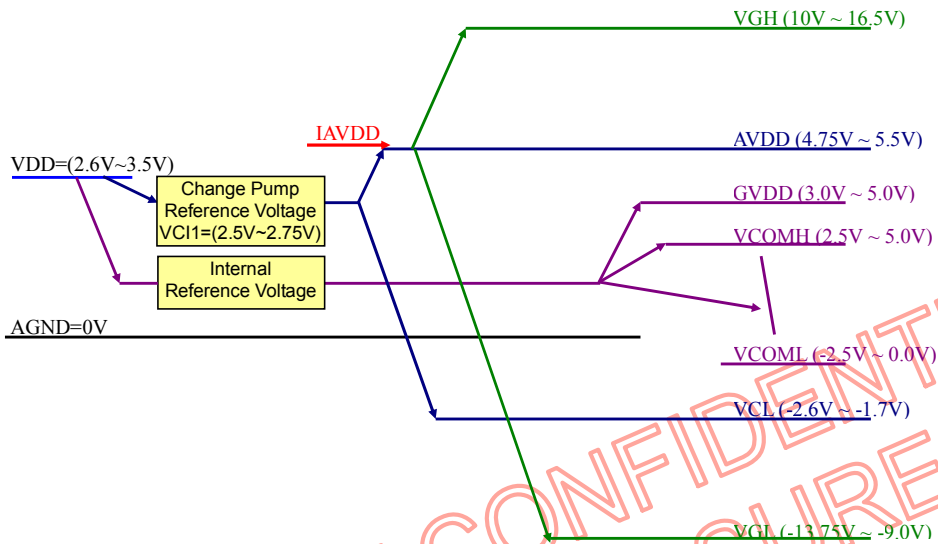 VGH (10V ~ 16.5V)
IAVDD
AVDD (4.75V ~ 5.5V)
VDD=(2.6V~3.5V)
Change Pump
Reference Voltage
VCI1=(2.5V~2.75V)
GVDD (3.0V ~ 5.0V)
VCOMH (2.5V ~ 5.0V)
Internal
Reference Voltage
AGND=0V
VCOML (-2.5V ~ 0.0V)
VCL (-2.6V ~ -1.7V)
VGL (-13.75V ~ -9.0V)